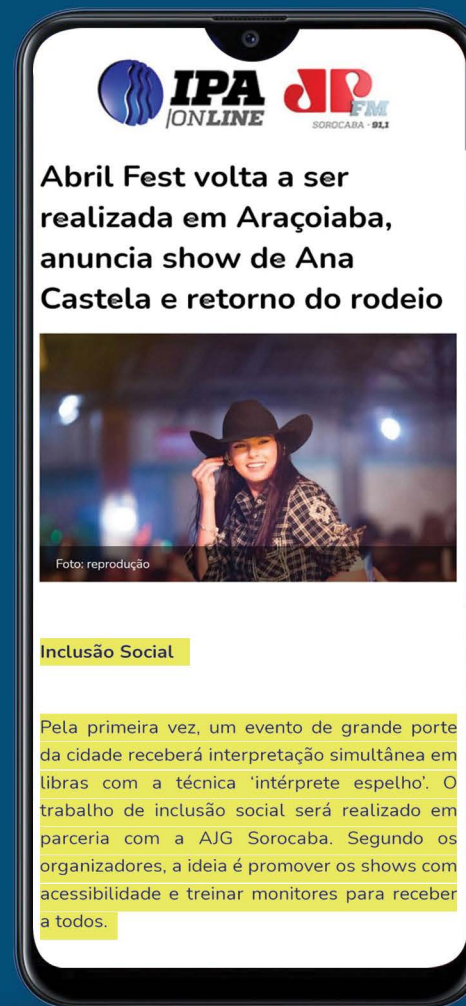 IPA
|ONLINE
JP
FM
SOROCABA - 91,1
Abril Fest volta a ser
realizada em Araçoiaba,
anuncia show de Ana
Castela e retorno do rodeio
Foto: reprodução
Inclusão Social
Pela primeira vez, um evento de grande porte
da cidade receberá interpretação simultânea em
libras com a técnica ‘intérprete espelho’. O
trabalho de inclusão social será realizado em
parceria com a AJG Sorocaba. Segundo os
organizadores, a ideia é promover os shows com
acessibilidade e treinar monitores para receber
a todos.